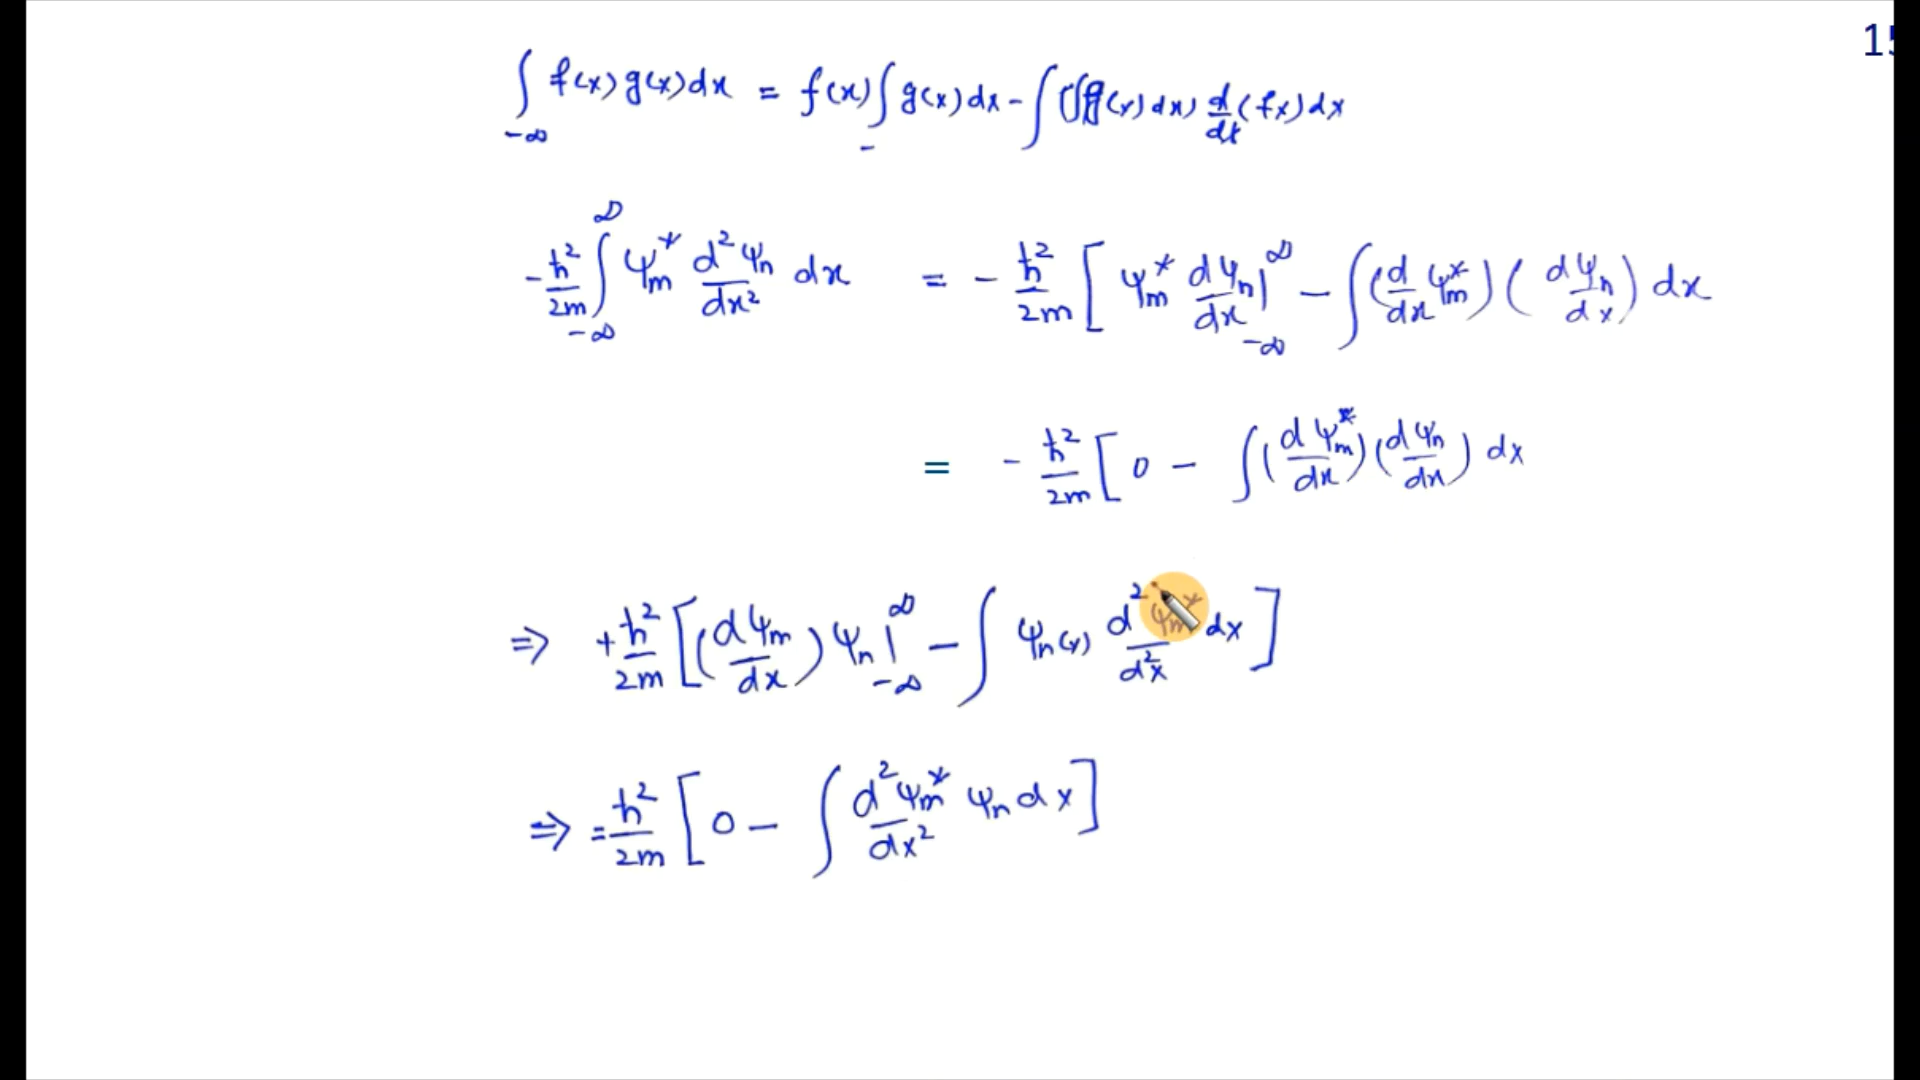 15
∫_{-∞} f(x) g(x) dx = f(x) ∫_{-} g(x) dx - ∫ (∫ g(x) dx) d/dx (fx) dx
-ħ²/2m ∫_{-∞}^{∞} ψ_m^* d²ψ_n/dx² dx = -ħ²/2m [ ψ_m^* dψ_n/dx |_{-∞}^{∞} - ∫ (d/dx ψ_m^*) (dψ_n/dx) dx
= -ħ²/2m [ 0 - ∫ (dψ_m^*/dx) (dψ_n/dx) dx
⇒ +ħ²/2m [ (dψ_m/dx) ψ_n |_{-∞}^{∞} - ∫ ψ_n(x) d²ψ_m^*/d²x dx ]
⇒ = ħ²/2m [ 0 - ∫ d²ψ_m^*/dx² ψ_n dx ]